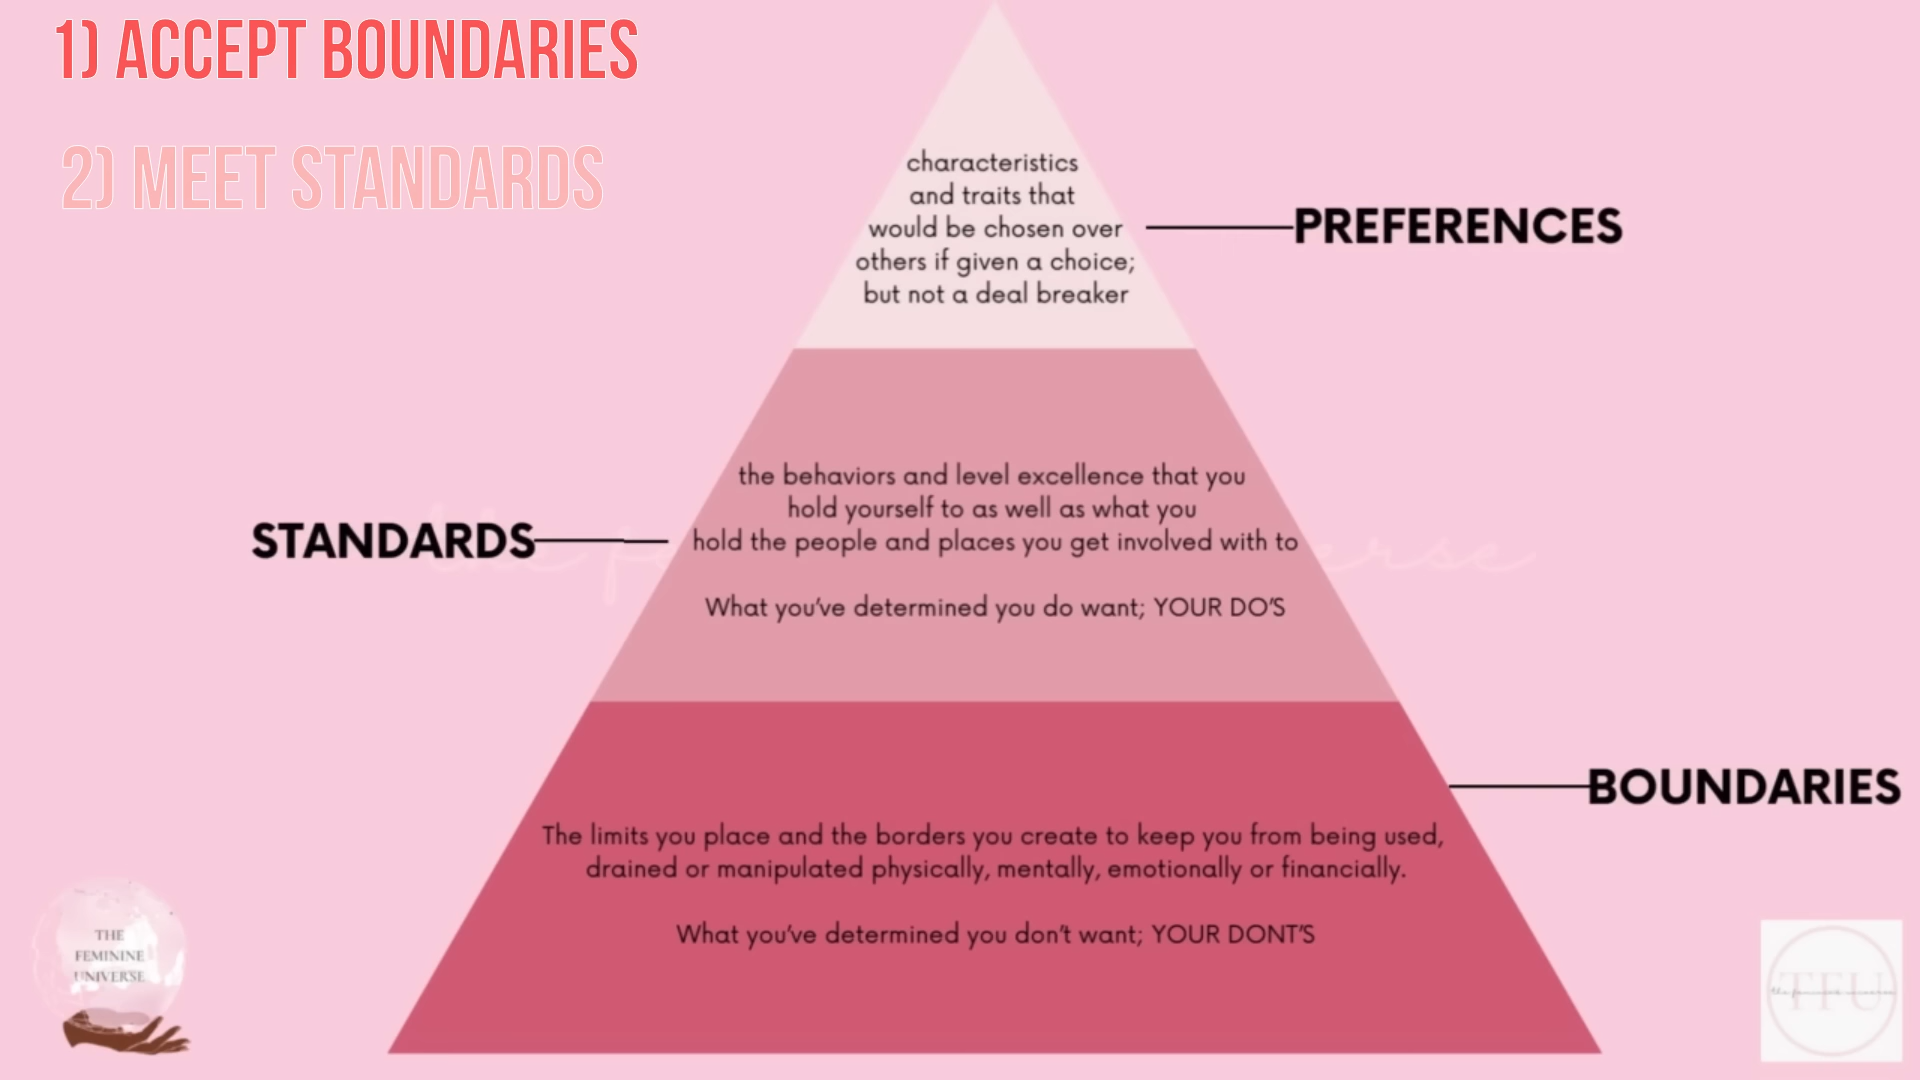 1) ACCEPT BOUNDARIES
2) MEET STANDARDS
characteristics
and traits that
would be chosen over
others if given a choice;
but not a deal breaker
PREFERENCES
the behaviors and level excellence that you
hold yourself to as well as what you
hold the people and places you get involved with to
What you've determined you do want; YOUR DO'S
STANDARDS
The limits you place and the borders you create to keep you from being used,
drained or manipulated physically, mentally, emotionally or financially.
What you've determined you don't want; YOUR DONT'S
BOUNDARIES
THE
FEMININE
UNIVERSE
TFU